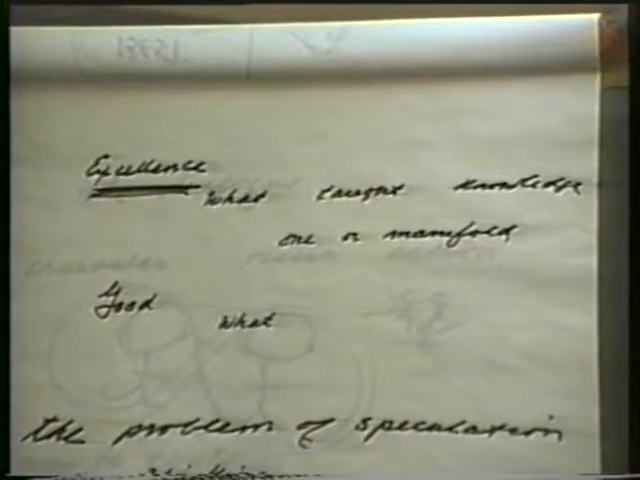 Excellence
what taught knowledge
one or manifold
Good
what
the problem of speculation